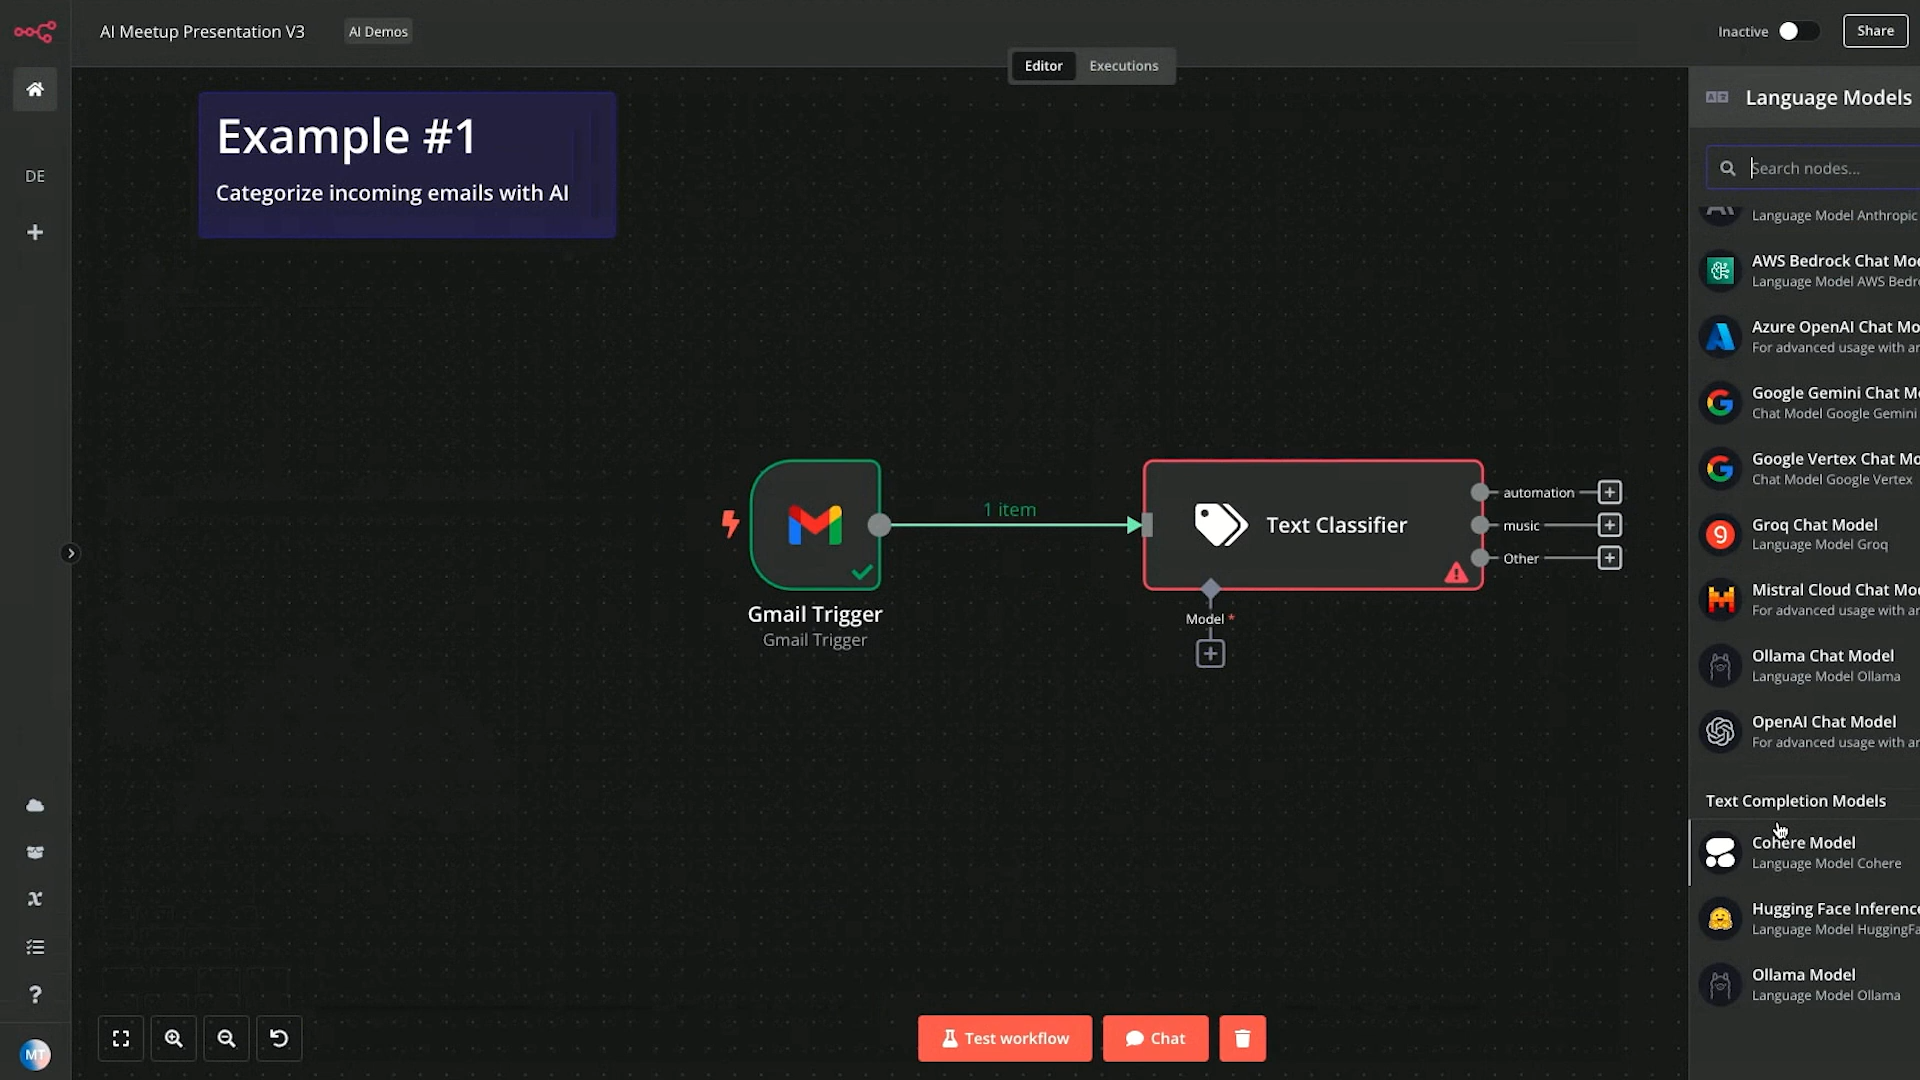 AI Meetup Presentation V3
AI Demos
Inactive
Share
Editor
Executions
DE
Example #1
Categorize incoming emails with AI
Language Models
Search nodes...
Language Model Anthropic
AWS Bedrock Chat Mo
Language Model AWS Bedr
Azure OpenAI Chat Mo
For advanced usage with a
Google Gemini Chat M
Chat Model Google Gemini
Google Vertex Chat Mo
Chat Model Google Vertex
Groq Chat Model
Language Model Groq
Mistral Cloud Chat Mo
For advanced usage with a
Ollama Chat Model
Language Model Ollama
OpenAI Chat Model
For advanced usage with a
Text Completion Models
Cohere Model
Language Model Cohere
Hugging Face Inference
Language Model HuggingFa
Ollama Model
Language Model Ollama
1 item
Text Classifier
automation
music
Other
Model *
Gmail Trigger
Gmail Trigger
Test workflow
Chat
MT